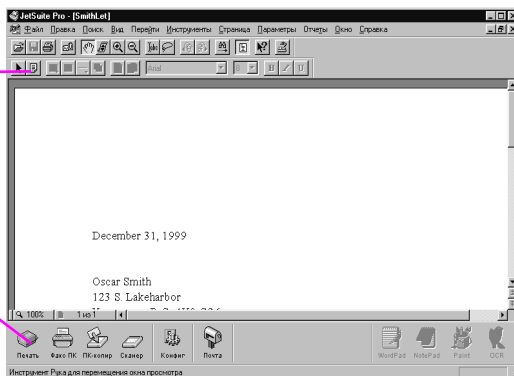 JetSuite Pro - [SmithLet]
Файл Правка Поиск Вид Перейти Инструменты Страница Параметры Отчеты Окно Справка
Arial 8 B I U
December 31, 1999
Oscar Smith
123 S. Lakeharbor
100% 1 из 1
Печать Факс ПК ПК-копир Сканер Конфиг Почта WordPad NotePad Paint OCR
Инструмент Рука для перемещения окна просмотра